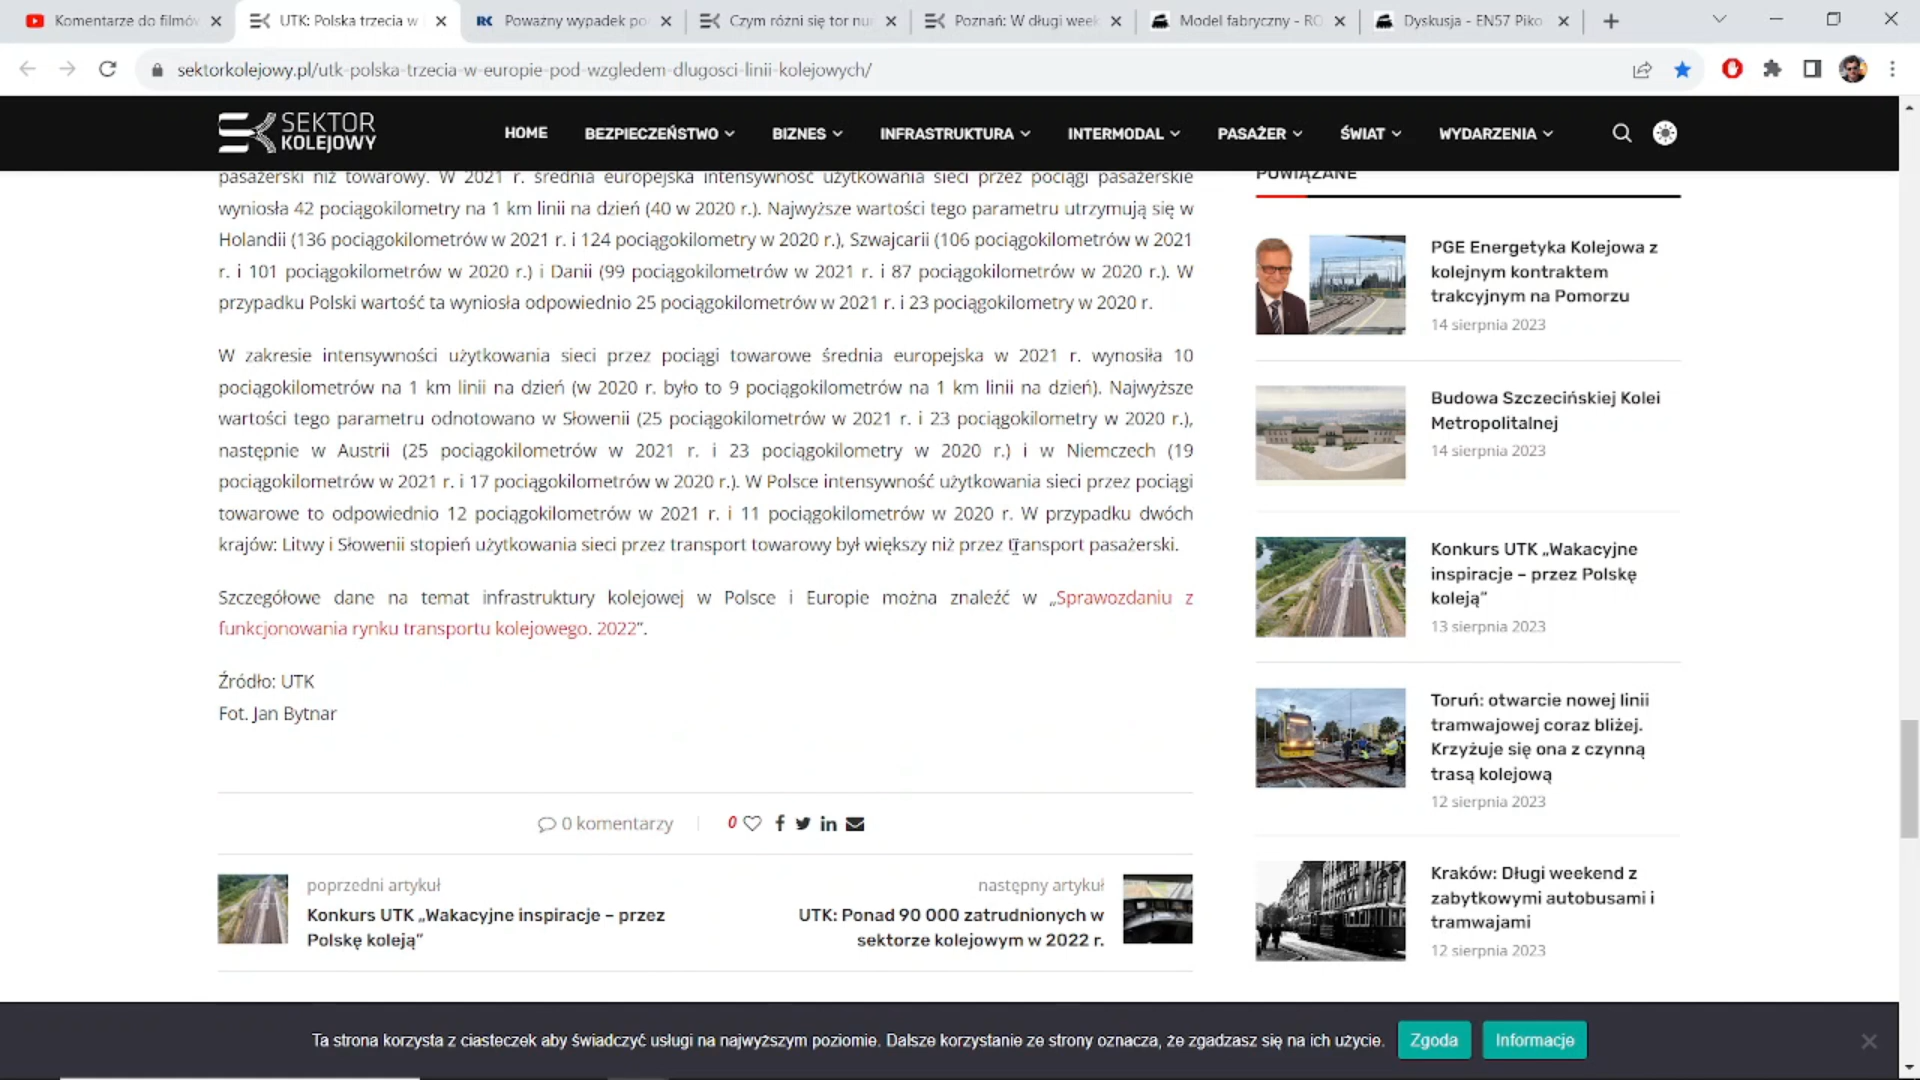 Komentarze do filmów
UTK: Polska trzecia w
Poważny wypadek po
Czym różni się tor nu
Poznań: W długi week
Model fabryczny - RO
Dyskusja - EN57 Piko
sektorkolejowy.pl/utk-polska-trzecia-w-europie-pod-wzgledem-dlugosci-linii-kolejowych/
SEKTOR
KOLEJOWY
HOME
BEZPIECZEŃSTWO
BIZNES
INFRASTRUKTURA
INTERMODAL
PASAŻER
ŚWIAT
WYDARZENIA
pasażerski niż towarowy. W 2021 r. średnia europejska intensywność użytkowania sieci przez pociągi pasażerskie
wyniosła 42 pociągokilometry na 1 km linii na dzień (40 w 2020 r.). Najwyższe wartości tego parametru utrzymują się w
Holandii (136 pociągokilometrów w 2021 r. i 124 pociągokilometry w 2020 r.), Szwajcarii (106 pociągokilometrów w 2021
r. i 101 pociągokilometrów w 2020 r.) i Danii (99 pociągokilometrów w 2021 r. i 87 pociągokilometrów w 2020 r.). W
przypadku Polski wartość ta wyniosła odpowiednio 25 pociągokilometrów w 2021 r. i 23 pociągokilometry w 2020 r.
W zakresie intensywności użytkowania sieci przez pociągi towarowe średnia europejska w 2021 r. wynosiła 10
pociągokilometrów na 1 km linii na dzień (w 2020 r. było to 9 pociągokilometrów na 1 km linii na dzień). Najwyższe
wartości tego parametru odnotowano w Słowenii (25 pociągokilometrów w 2021 r. i 23 pociągokilometry w 2020 r.),
następnie w Austrii (25 pociągokilometrów w 2021 r. i 23 pociągokilometry w 2020 r.) i w Niemczech (19
pociągokilometrów w 2021 r. i 17 pociągokilometrów w 2020 r.). W Polsce intensywność użytkowania sieci przez pociągi
towarowe to odpowiednio 12 pociągokilometrów w 2021 r. i 11 pociągokilometrów w 2020 r. W przypadku dwóch
krajów: Litwy i Słowenii stopień użytkowania sieci przez transport towarowy był większy niż przez transport pasażerski.
Szczegółowe dane na temat infrastruktury kolejowej w Polsce i Europie można znaleźć w „Sprawozdaniu z
funkcjonowania rynku transportu kolejowego. 2022”.
Źródło: UTK
Fot. Jan Bytnar
0 komentarzy
0
poprzedni artykuł
Konkurs UTK „Wakacyjne inspiracje – przez
Polskę koleją”
następny artykuł
UTK: Ponad 90 000 zatrudnionych w
sektorze kolejowym w 2022 r.
POWIĄZANE
PGE Energetyka Kolejowa z
kolejnym kontraktem
trakcyjnym na Pomorzu
14 sierpnia 2023
Budowa Szczecińskiej Kolei
Metropolitalnej
14 sierpnia 2023
Konkurs UTK „Wakacyjne
inspiracje – przez Polskę
koleją”
13 sierpnia 2023
Toruń: otwarcie nowej linii
tramwajowej coraz bliżej.
Krzyżuje się ona z czynną
trasą kolejową
12 sierpnia 2023
Kraków: Długi weekend z
zabytkowymi autobusami i
tramwajami
12 sierpnia 2023
Ta strona korzysta z ciasteczek aby świadczyć usługi na najwyższym poziomie. Dalsze korzystanie ze strony oznacza, że zgadzasz się na ich użycie.
Zgoda
Informacje